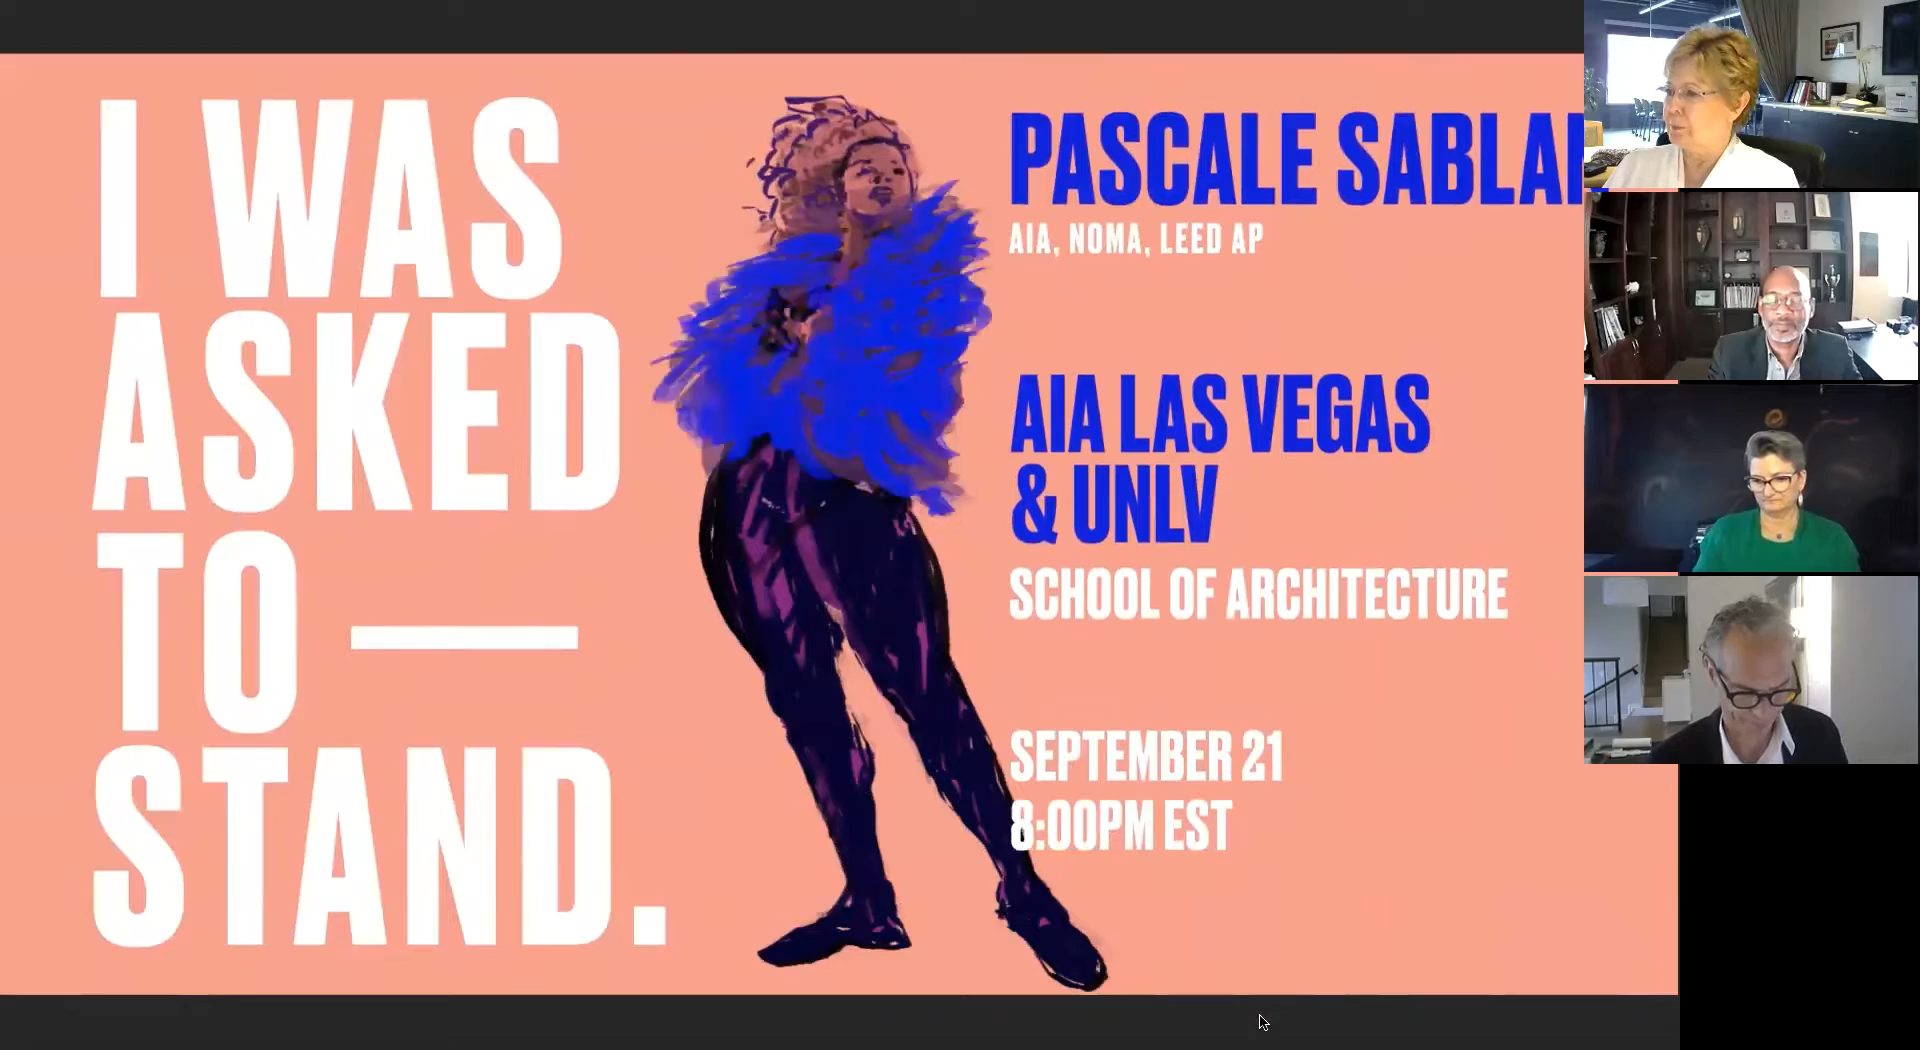 I WAS
ASKED
TO —
STAND.
PASCALE
AIA, NOMA, LEED AP
AIA LAS VEGAS
& UNLV
SCHOOL OF ARCHITECTURE
SEPTEMBER 21
8:00PM EST